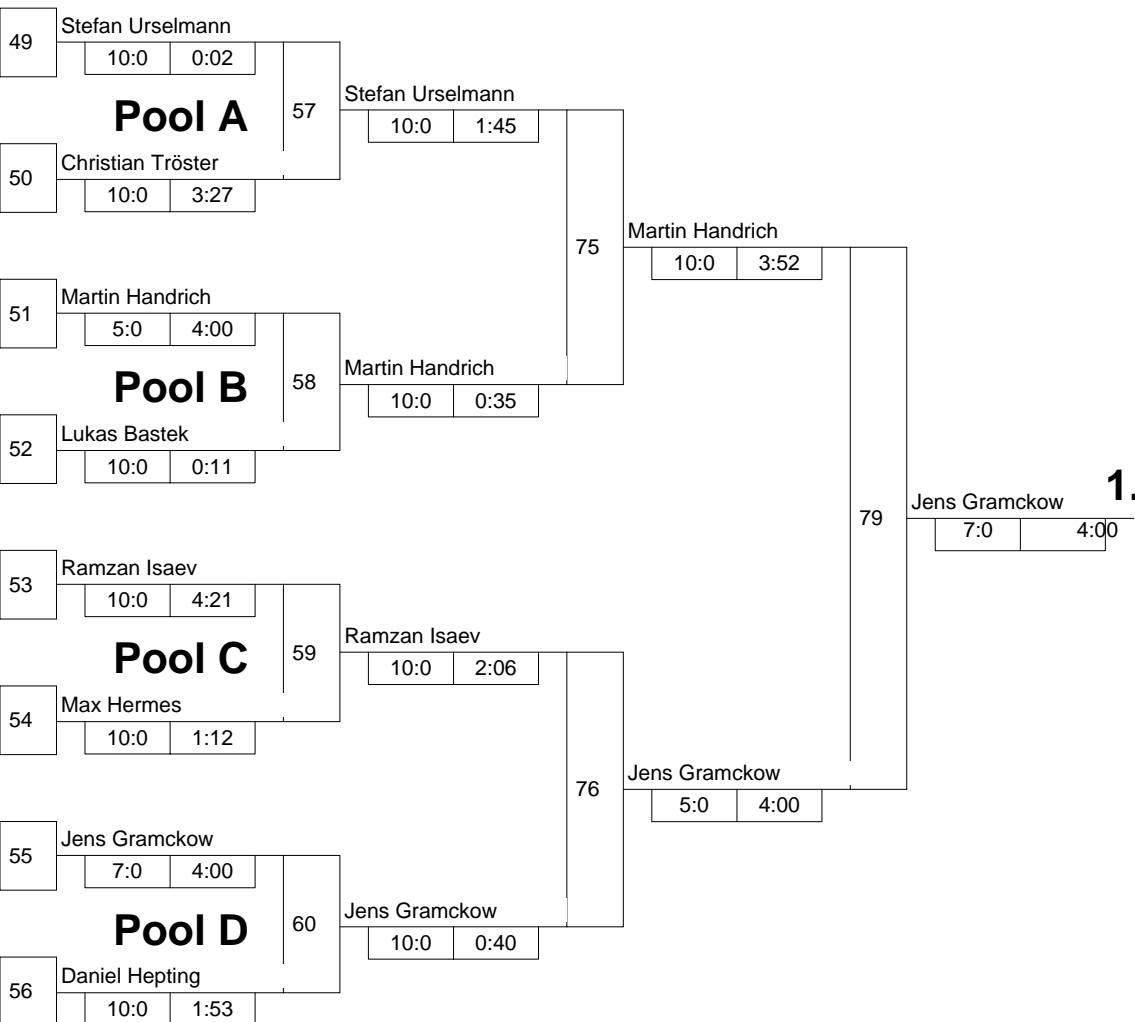 49
Stefan Urselmann
10:0 0:02
Pool A
57
Stefan Urselmann
10:0 1:45
50
Christian Tröster
10:0 3:27
75
Martin Handrich
10:0 3:52
51
Martin Handrich
5:0 4:00
Pool B
58
Martin Handrich
10:0 0:35
52
Lukas Bastek
10:0 0:11
79
Jens Gramckow
1.
7:0 4:00
53
Ramzan Isaev
10:0 4:21
Pool C
59
Ramzan Isaev
10:0 2:06
54
Max Hermes
10:0 1:12
76
Jens Gramckow
5:0 4:00
55
Jens Gramckow
7:0 4:00
Pool D
60
Jens Gramckow
10:0 0:40
56
Daniel Hepting
10:0 1:53